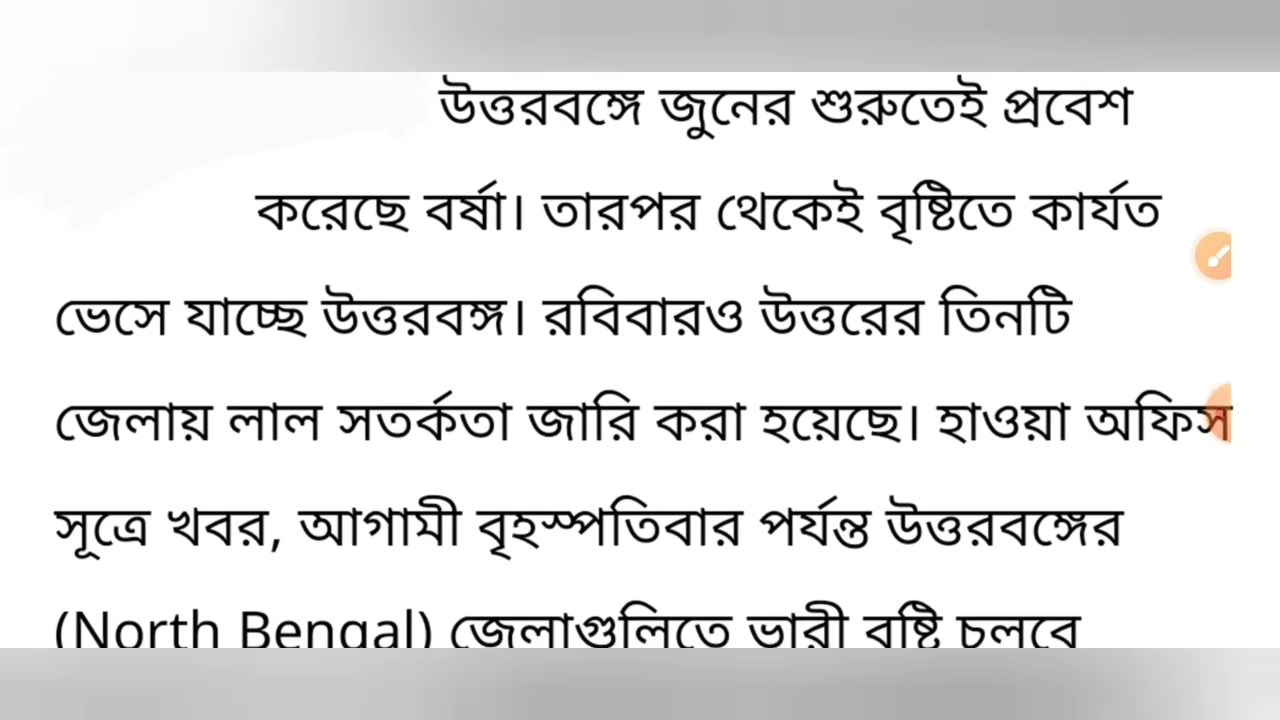 উত্তরবঙ্গে জুনের শুরুতেই প্রবেশ
করেছে বর্ষা। তারপর থেকেই বৃষ্টিতে কার্যত
ভেসে যাচ্ছে উত্তরবঙ্গ। রবিবারও উত্তরের তিনটি
জেলায় লাল সতর্কতা জারি করা হয়েছে। হাওয়া অফিস
সূত্রে খবর, আগামী বৃহস্পতিবার পর্যন্ত উত্তরবঙ্গের
(North Bengal) জেলাগুলিতে ভারী বৃষ্টি চলবে